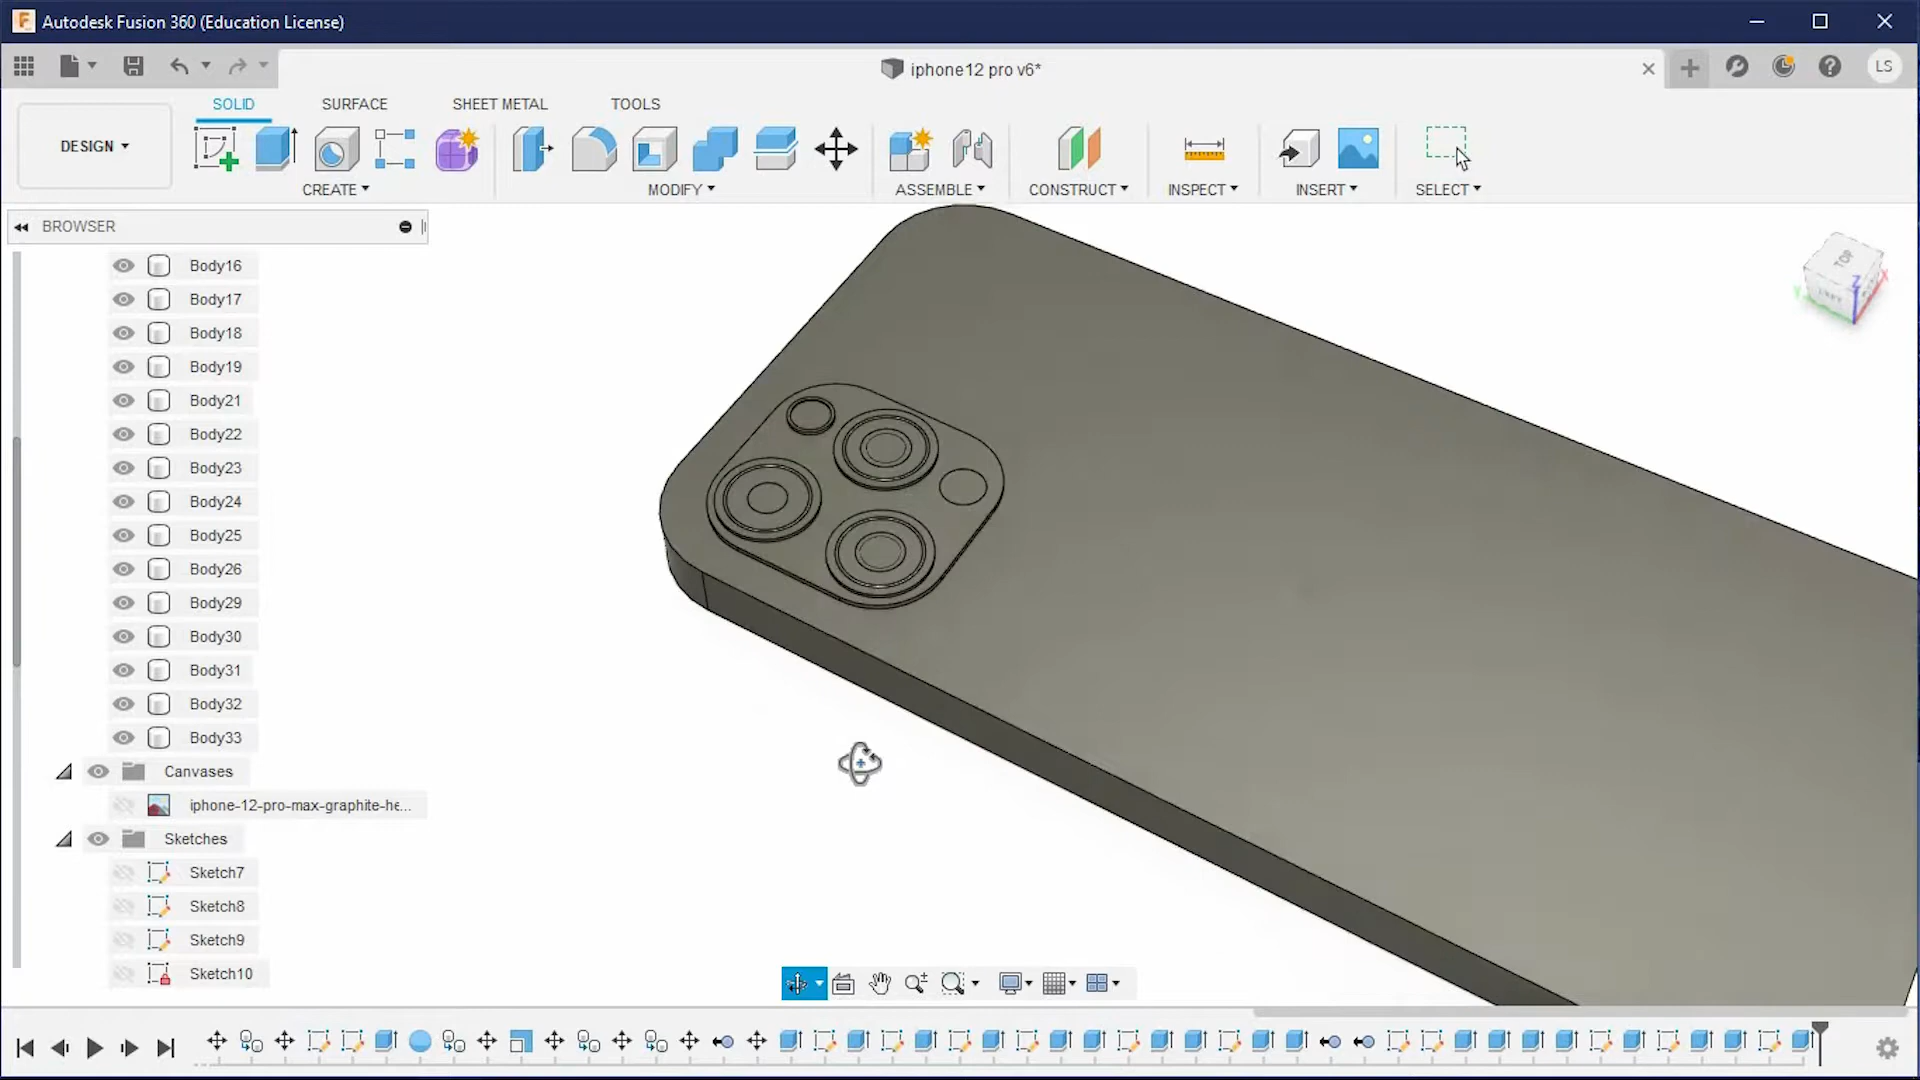 Autodesk Fusion 360 (Education License)
iphone12 pro v6*
LS
DESIGN
SOLID
SURFACE
SHEET METAL
TOOLS
CREATE
MODIFY
ASSEMBLE
CONSTRUCT
INSPECT
INSERT
SELECT
BROWSER
TOP
LEFT
Z
X
Y
Body16
Body17
Body18
Body19
Body21
Body22
Body23
Body24
Body25
Body26
Body29
Body30
Body31
Body32
Body33
Canvases
iphone-12-pro-max-graphite-he...
Sketches
Sketch7
Sketch8
Sketch9
Sketch10